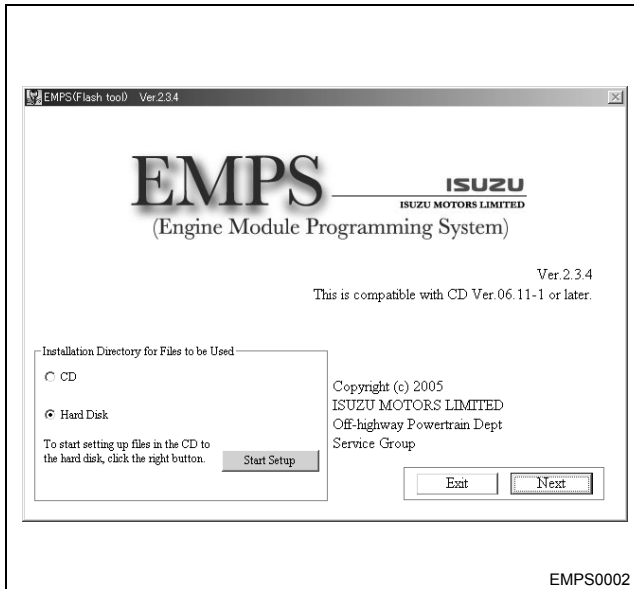 EMPS(Flash tool) Ver.2.3.4
EMPS
ISUZU
ISUZU MOTORS LIMITED
(Engine Module Programming System)
Ver.2.3.4
This is compatible with CD Ver.06.11-1 or later.
Installation Directory for Files to be Used
CD
Hard Disk
To start setting up files in the CD to
the hard disk, click the right button.
Start Setup
Copyright (c) 2005
ISUZU MOTORS LIMITED
Off-highway Powertrain Dept
Service Group
Exit
Next
EMPS0002